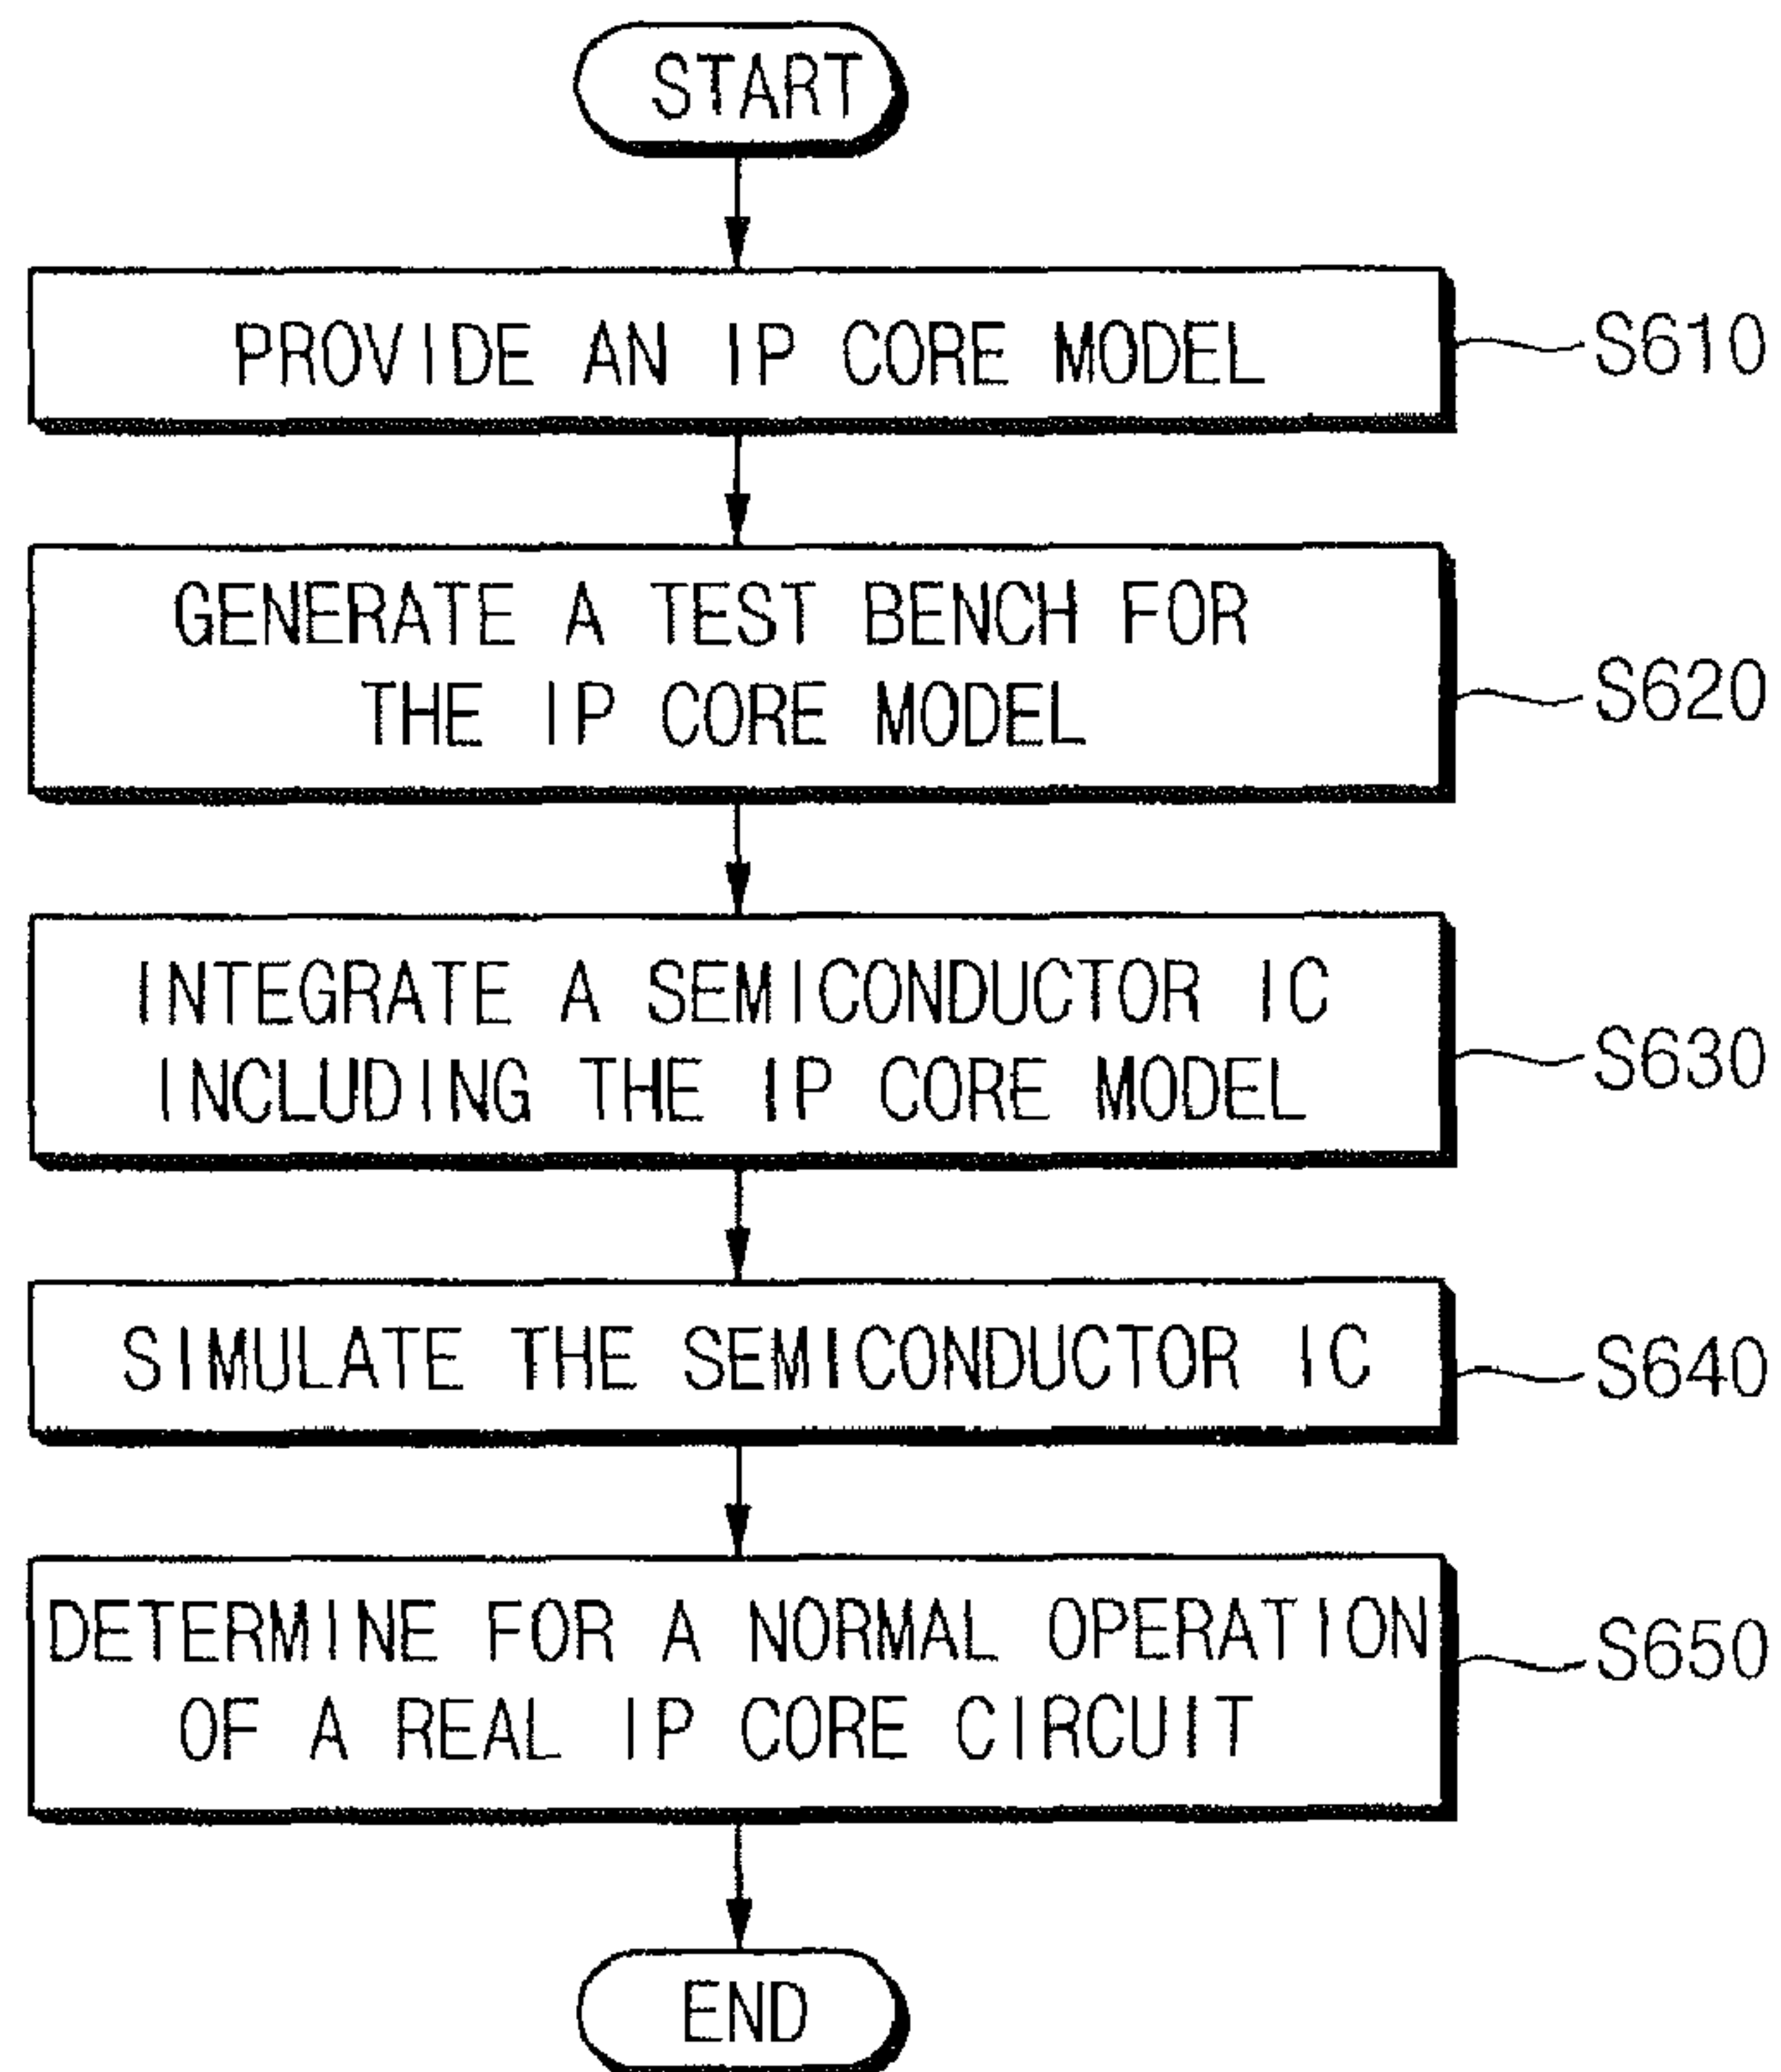 START
PROVIDE AN IP CORE MODEL
S610
GENERATE A TEST BENCH FOR
THE IP CORE MODEL
S620
INTEGRATE A SEMICONDUCTOR IC
INCLUDING THE IP CORE MODEL
S630
SIMULATE THE SEMICONDUCTOR IC
S640
DETERMINE FOR A NORMAL OPERATION
OF A REAL IP CORE CIRCUIT
S650
END